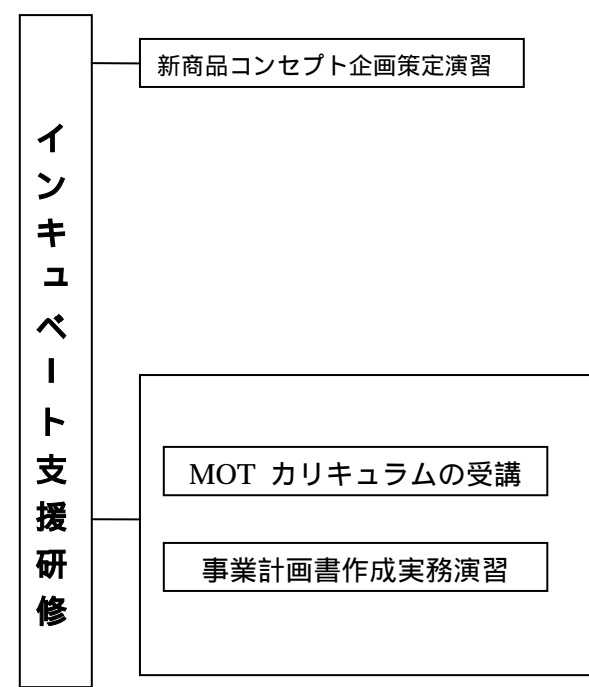 インキュベート支援研修
新商品コンセプト企画策定演習
MOT カリキュラムの受講
事業計画書作成実務演習